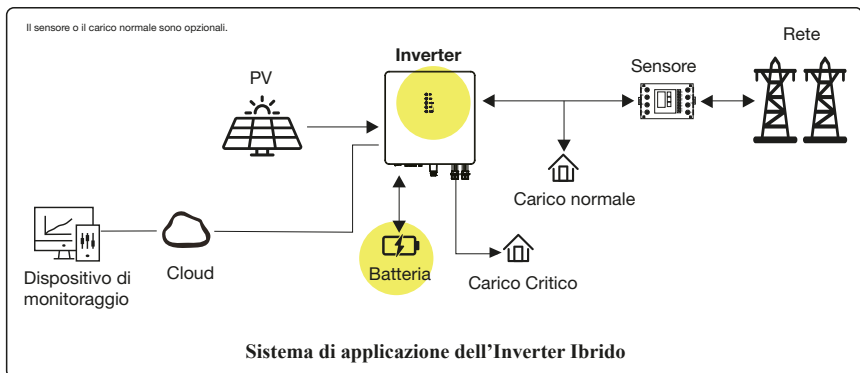 Il sensore o il carico normale sono opzionali.
Rete
Inverter
Sensore
PV
Carico normale
Cloud
Batteria
Carico Critico
Dispositivo di
monitoraggio
Sistema di applicazione dell’Inverter Ibrido